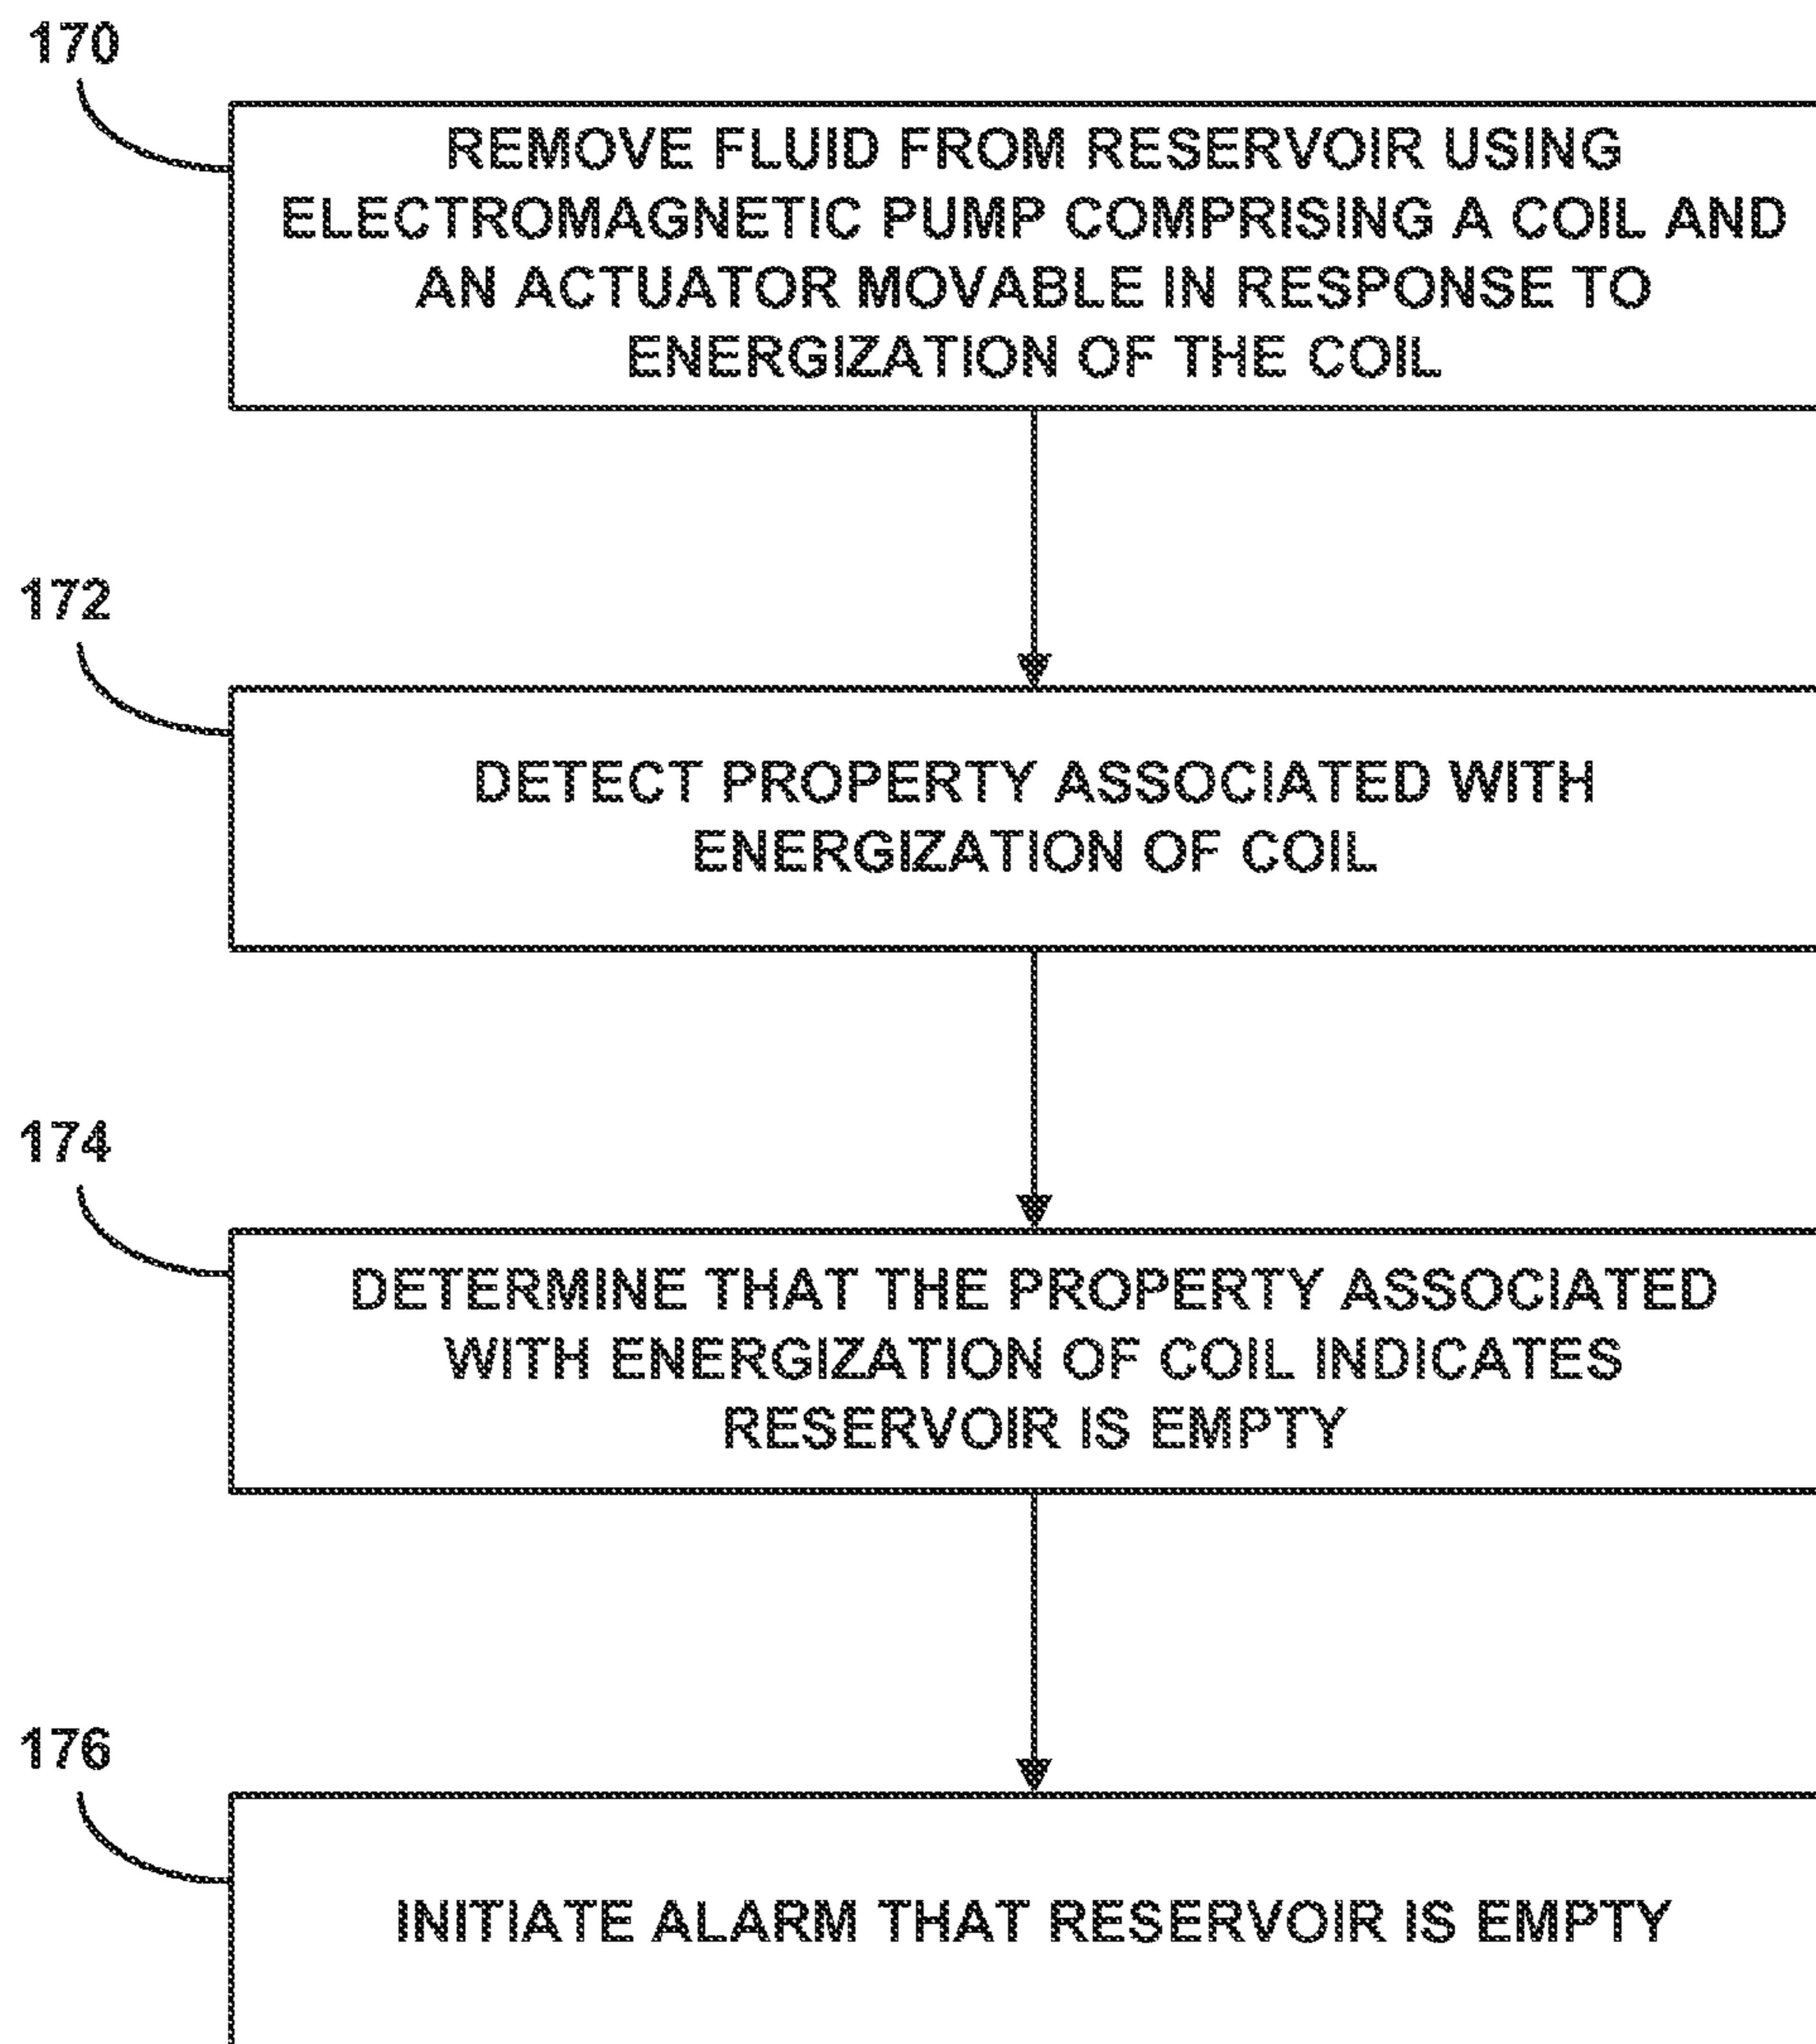 170
REMOVE FLUID FROM RESERVOIR USING
ELECTROMAGNETIC PUMP COMPRISING A COIL AND
AN ACTUATOR MOVABLE IN RESPONSE TO
ENERGIZATION OF THE COIL
172
DETECT PROPERTY ASSOCIATED WITH
ENERGIZATION OF COIL
174
DETERMINE THAT THE PROPERTY ASSOCIATED
WITH ENERGIZATION OF COIL INDICATES
RESERVOIR IS EMPTY
176
INITIATE ALARM THAT RESERVOIR IS EMPTY